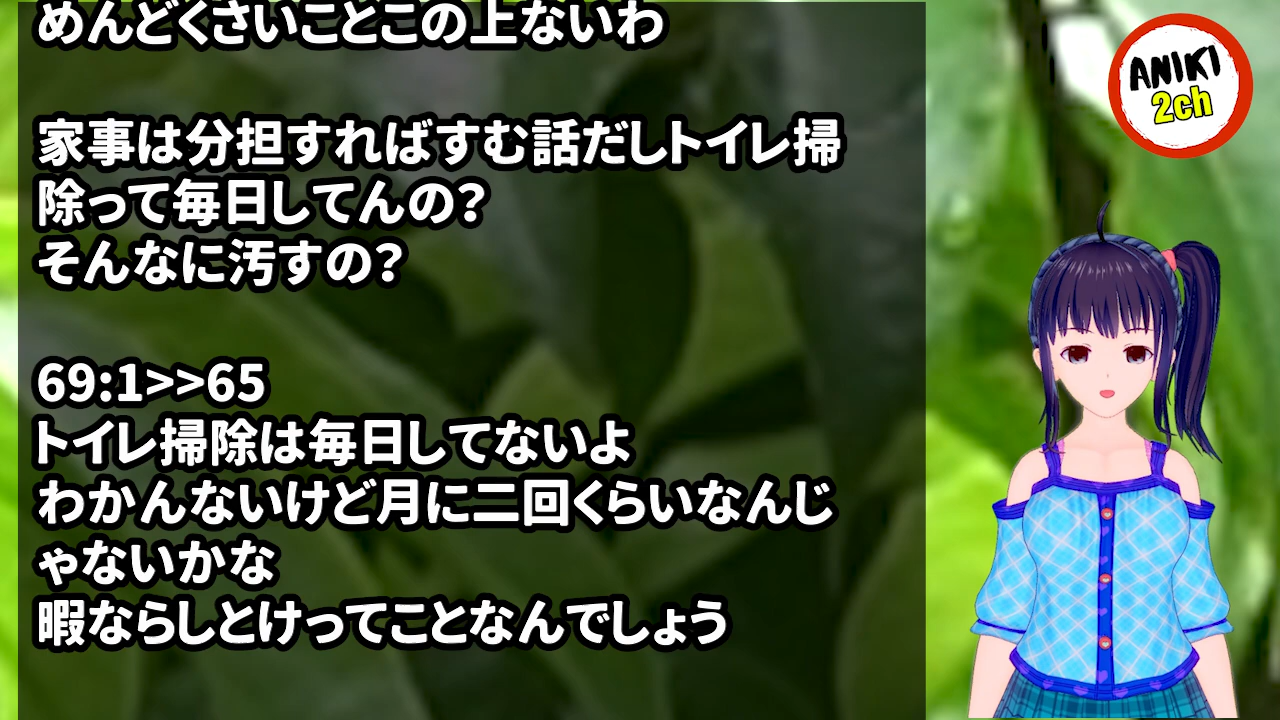 めんどくさいことこの上ないわ
家事は分担すればすむ話だしトイレ掃
除って毎日してんの?
そんなに汚すの?
69:1>>65
トイレ掃除は毎日してないよ
わかんないけど月に二回くらいなんじ
ゃないかな
暇ならしとけってことなんでしょう
ANIKI
2ch